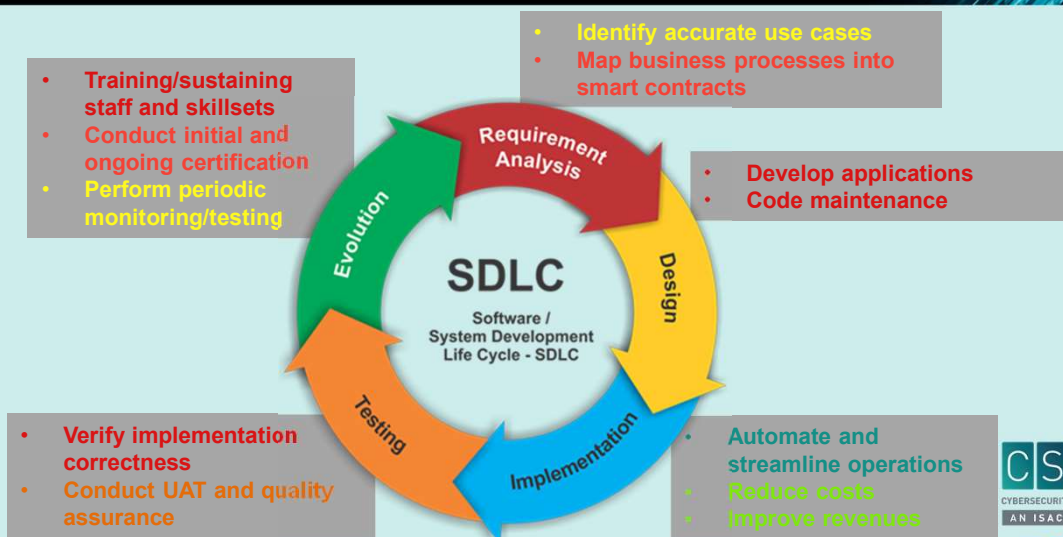 • Identify accurate use cases
• Map business processes into
smart contracts
• Training/sustaining
staff and skillsets
• Conduct initial and
ongoing certification
• Perform periodic
monitoring/testing
Requirement
Analysis
• Develop applications
• Code maintenance
Evolution
Design
SDLC
Software /
System Development
Life Cycle - SDLC
Testing
Implementation
• Verify implementation
correctness
• Conduct UAT and quality
assurance
• Automate and
streamline operations
• Reduce costs
• Improve revenues
CS
CYBERSECURIT
AN ISAC